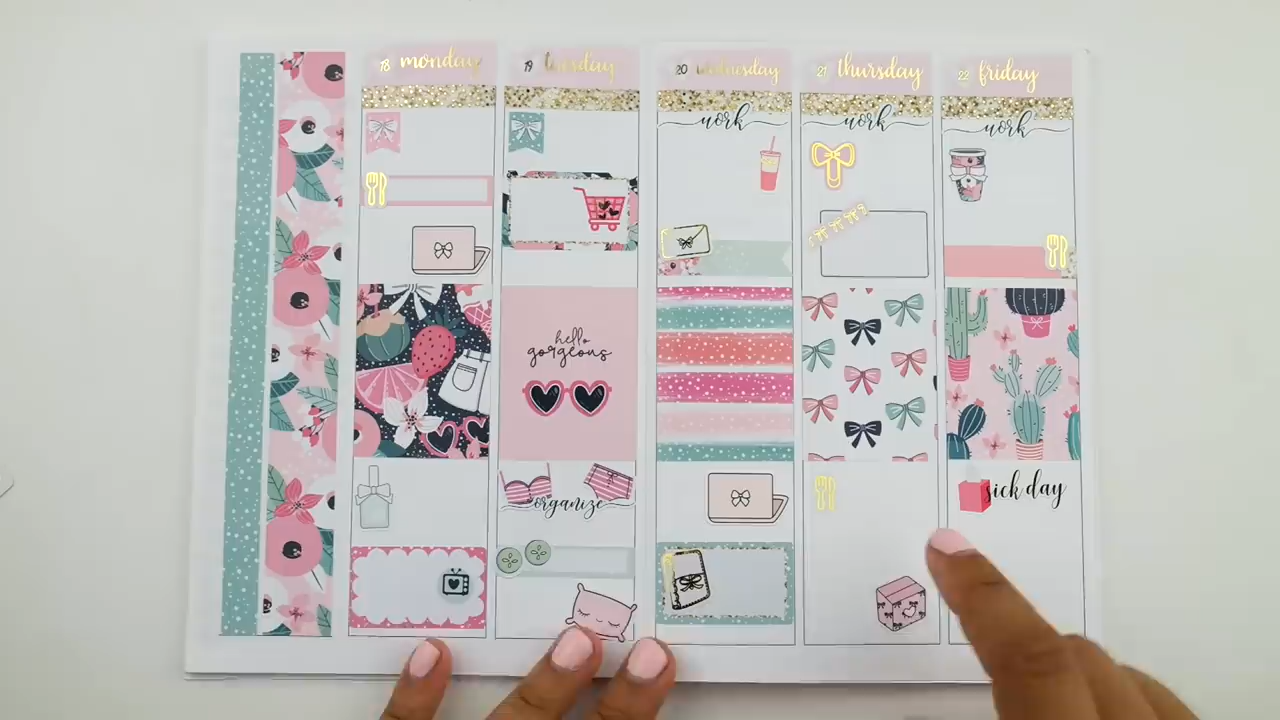 18 monday
19 tuesday
20 wednesday
21 thursday
22 friday
work
work
work
hello
gorgeous
organize
sick day